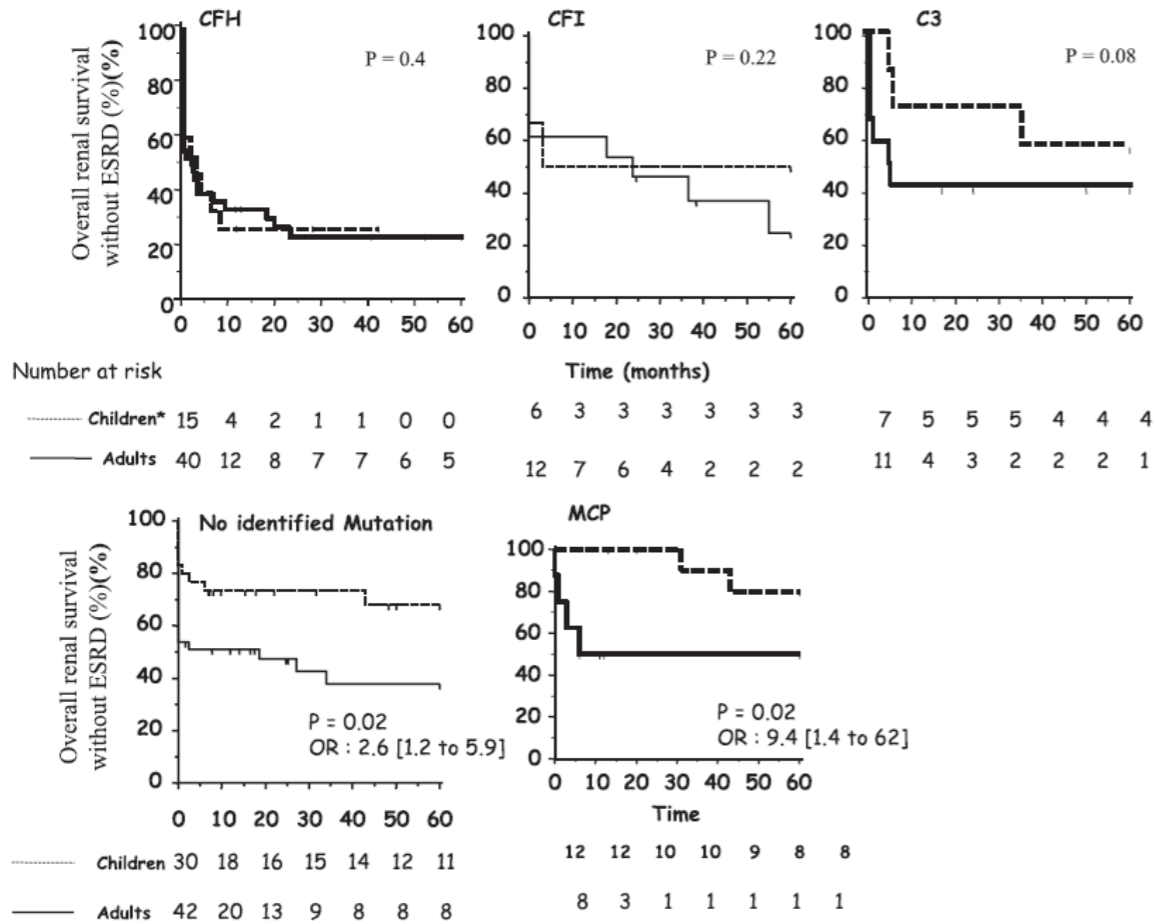 CFH
CFI
C3
Overall renal survival
without ESRD (%)(%)
100
80
60
40
20
0
P = 0.4
0 10 20 30 40 50 60
100
80
60
40
20
0
P = 0.22
0 10 20 30 40 50 60
100
80
60
40
20
0
P = 0.08
0 10 20 30 40 50 60
Number at risk
Time (months)
Children* 15 4 2 1 1 0 0
6 3 3 3 3 3 3
7 5 5 5 4 4 4
Adults 40 12 8 7 7 6 5
12 7 6 4 2 2 2
11 4 3 2 2 2 1
No identified Mutation
MCP
Overall renal survival
without ESRD (%)(%)
100
80
60
40
20
0
P = 0.02
OR : 2.6 [1.2 to 5.9]
0 10 20 30 40 50 60
100
80
60
50
40
20
0
P = 0.02
OR : 9.4 [1.4 to 62]
0 10 20 30 40 50 60
Time
Children 30 18 16 15 14 12 11
12 12 10 10 9 8 8
Adults 42 20 13 9 8 8 8
8 3 1 1 1 1 1